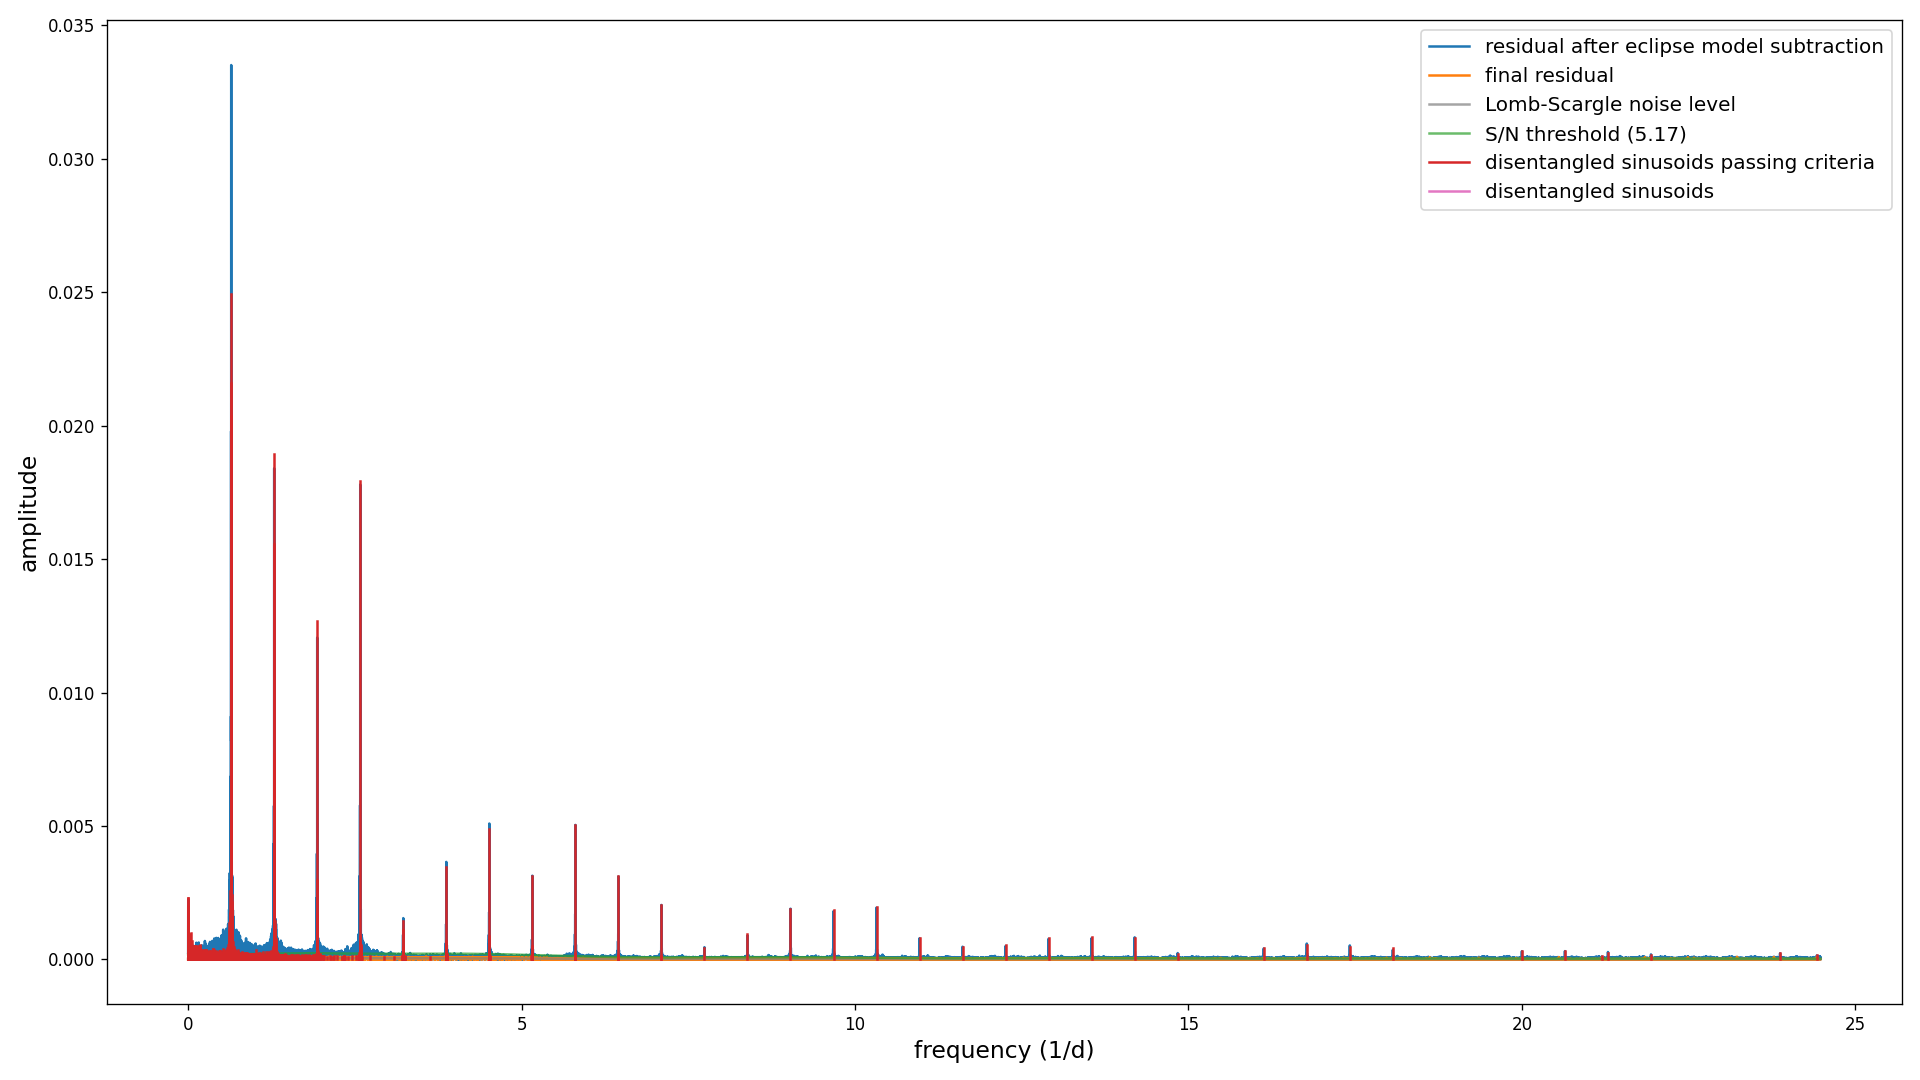 0.035
0.030
0.025
0.020
0.015
0.010
0.005
0.000
amplitude
residual after eclipse model subtraction
final residual
Lomb-Scargle noise level
S/N threshold (5.17)
disentangled sinusoids passing criteria
disentangled sinusoids
0 5 10 15 20 25
frequency (1/d)